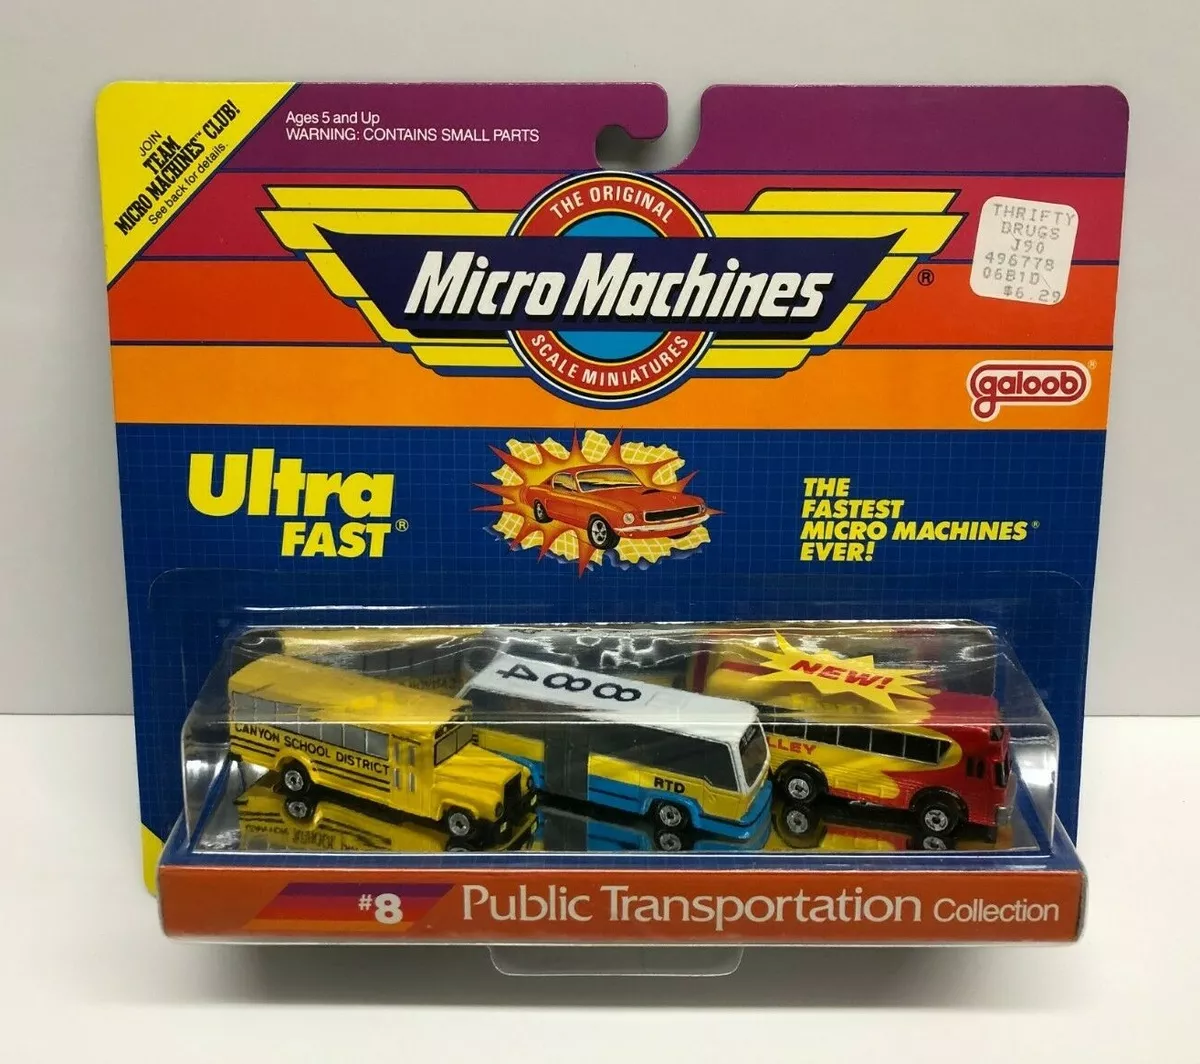 JOIN
TEAM
MICRO MACHINES™ CLUB!
See back for details.
Ages 5 and Up
WARNING: CONTAINS SMALL PARTS
THE ORIGINAL
Micro Machines®
SCALE MINIATURES
THRIFTY
DRUGS
J90
496778
06B1D
$6.29
galoob®
Ultra
FAST®
THE
FASTEST
MICRO MACHINES®
EVER!
NEW!
CANYON SCHOOL DISTRICT
884
RTD
LLEY
#8 Public Transportation Collection